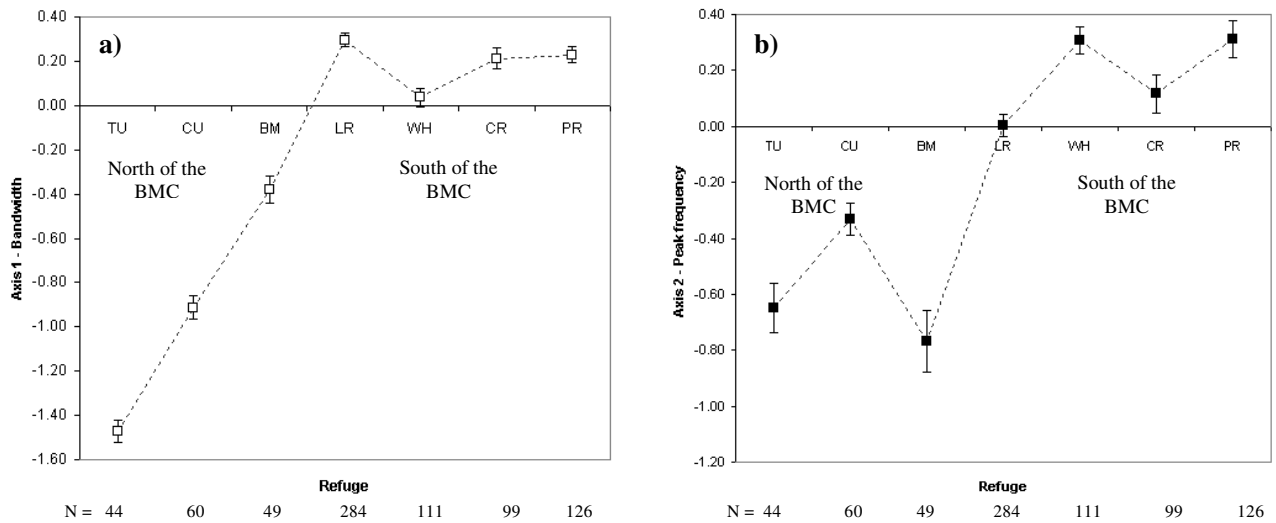 a)
0.40
0.20
0.00
-0.20
-0.40
-0.60
-0.80
-1.00
-1.20
-1.40
-1.60
Axis 1 - Bandwidth
TU CU BM LR WH CR PR
North of the
BMC
South of the
BMC
Refuge
N = 44 60 49 284 111 99 126
b)
0.40
0.20
0.00
-0.20
-0.40
-0.60
-0.80
-1.00
-1.20
Axis 2 - Peak frequency
TU CU BM LR WH CR PR
North of the
BMC
South of the
BMC
Refuge
N = 44 60 49 284 111 99 126